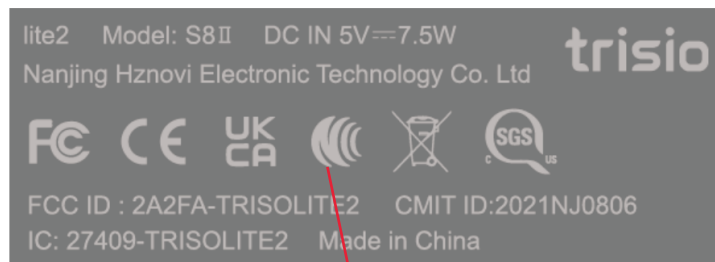 lite2 Model: S8Ⅱ DC IN 5V⎓7.5W
trisio
Nanjing Hznovi Electronic Technology Co. Ltd
FC CE UK CA SGS C US
FCC ID : 2A2FA-TRISOLITE2 CMIT ID:2021NJ0806
IC: 27409-TRISOLITE2 Made in China